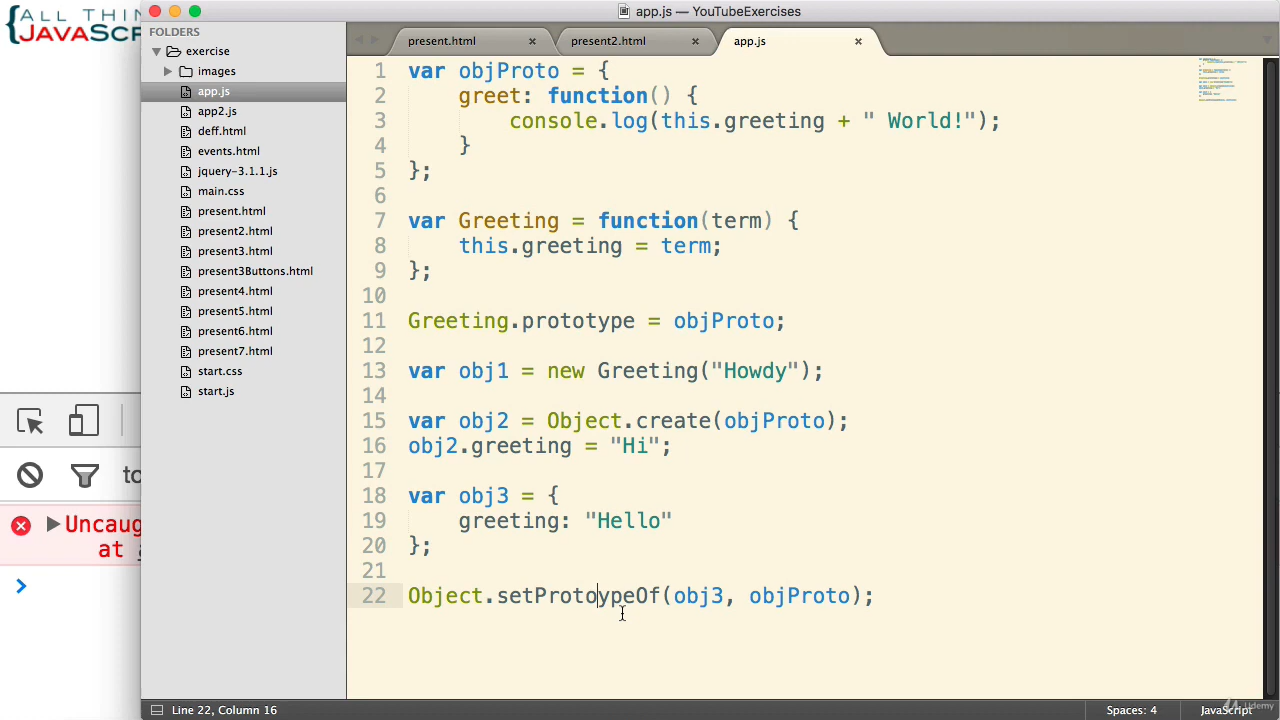 ALL THIN
JAVASCR
app.js — YouTubeExercises
FOLDERS
exercise
images
app.js
app2.js
deff.html
events.html
jquery-3.1.1.js
main.css
present.html
present2.html
present3.html
present3Buttons.html
present4.html
present5.html
present6.html
present7.html
start.css
start.js
present.html
present2.html
app.js
1 var objProto = {
2 greet: function() {
3 console.log(this.greeting + " World!");
4 }
5 };
6
7 var Greeting = function(term) {
8 this.greeting = term;
9 };
10
11 Greeting.prototype = objProto;
12
13 var obj1 = new Greeting("Howdy");
14
15 var obj2 = Object.create(objProto);
16 obj2.greeting = "Hi";
17
18 var obj3 = {
19 greeting: "Hello"
20 };
21
22 Object.setProtoypeOf(obj3, objProto);
to
Uncaug
at
Line 22, Column 16
Spaces: 4
JavaScript
Udemy